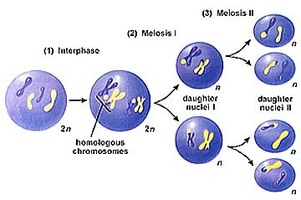 (1) Interphase
(2) Meiosis I
(3) Meiosis II
2n
2n
homologous
chromosomes
n
n
daughter
nuclei I
n
n
n
n
daughter
nuclei II